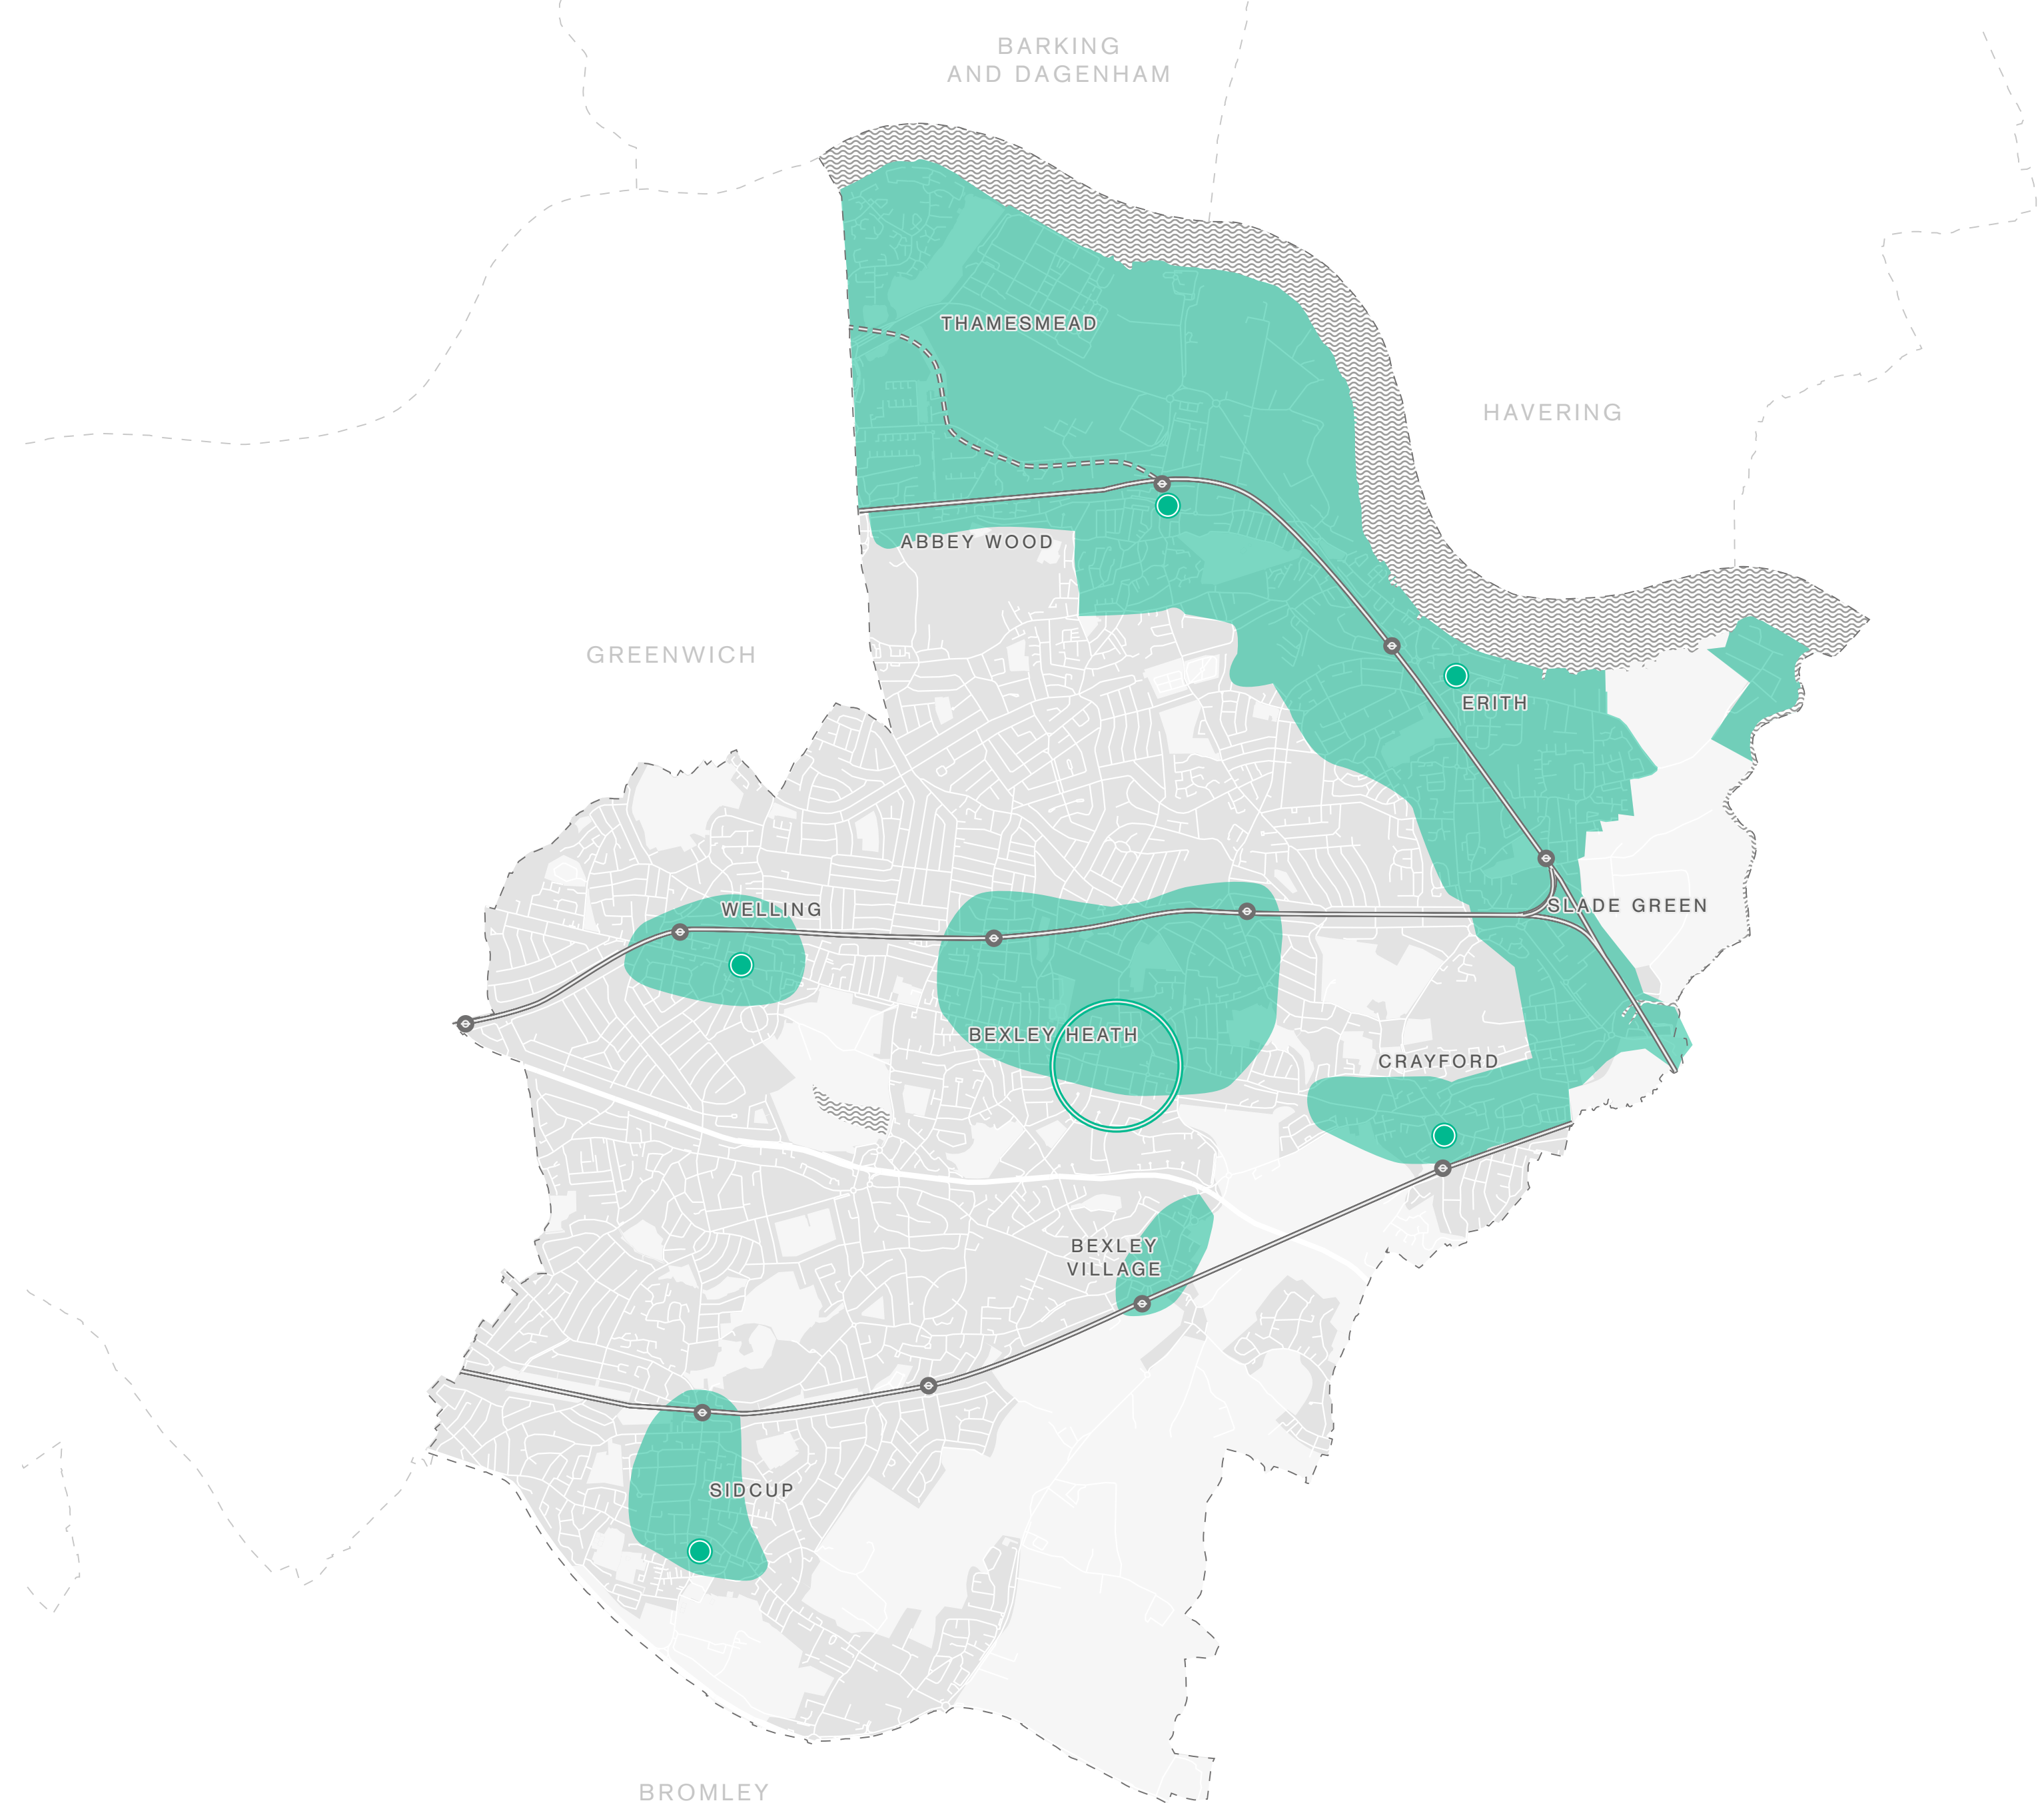 BARKING
AND DAGENHAM
THAMESMEAD
HAVERING
ABBEY WOOD
GREENWICH
ERITH
SLADE GREEN
WELLING
BEXLEY HEATH
CRAYFORD
BEXLEY
VILLAGE
SIDCUP
BROMLEY